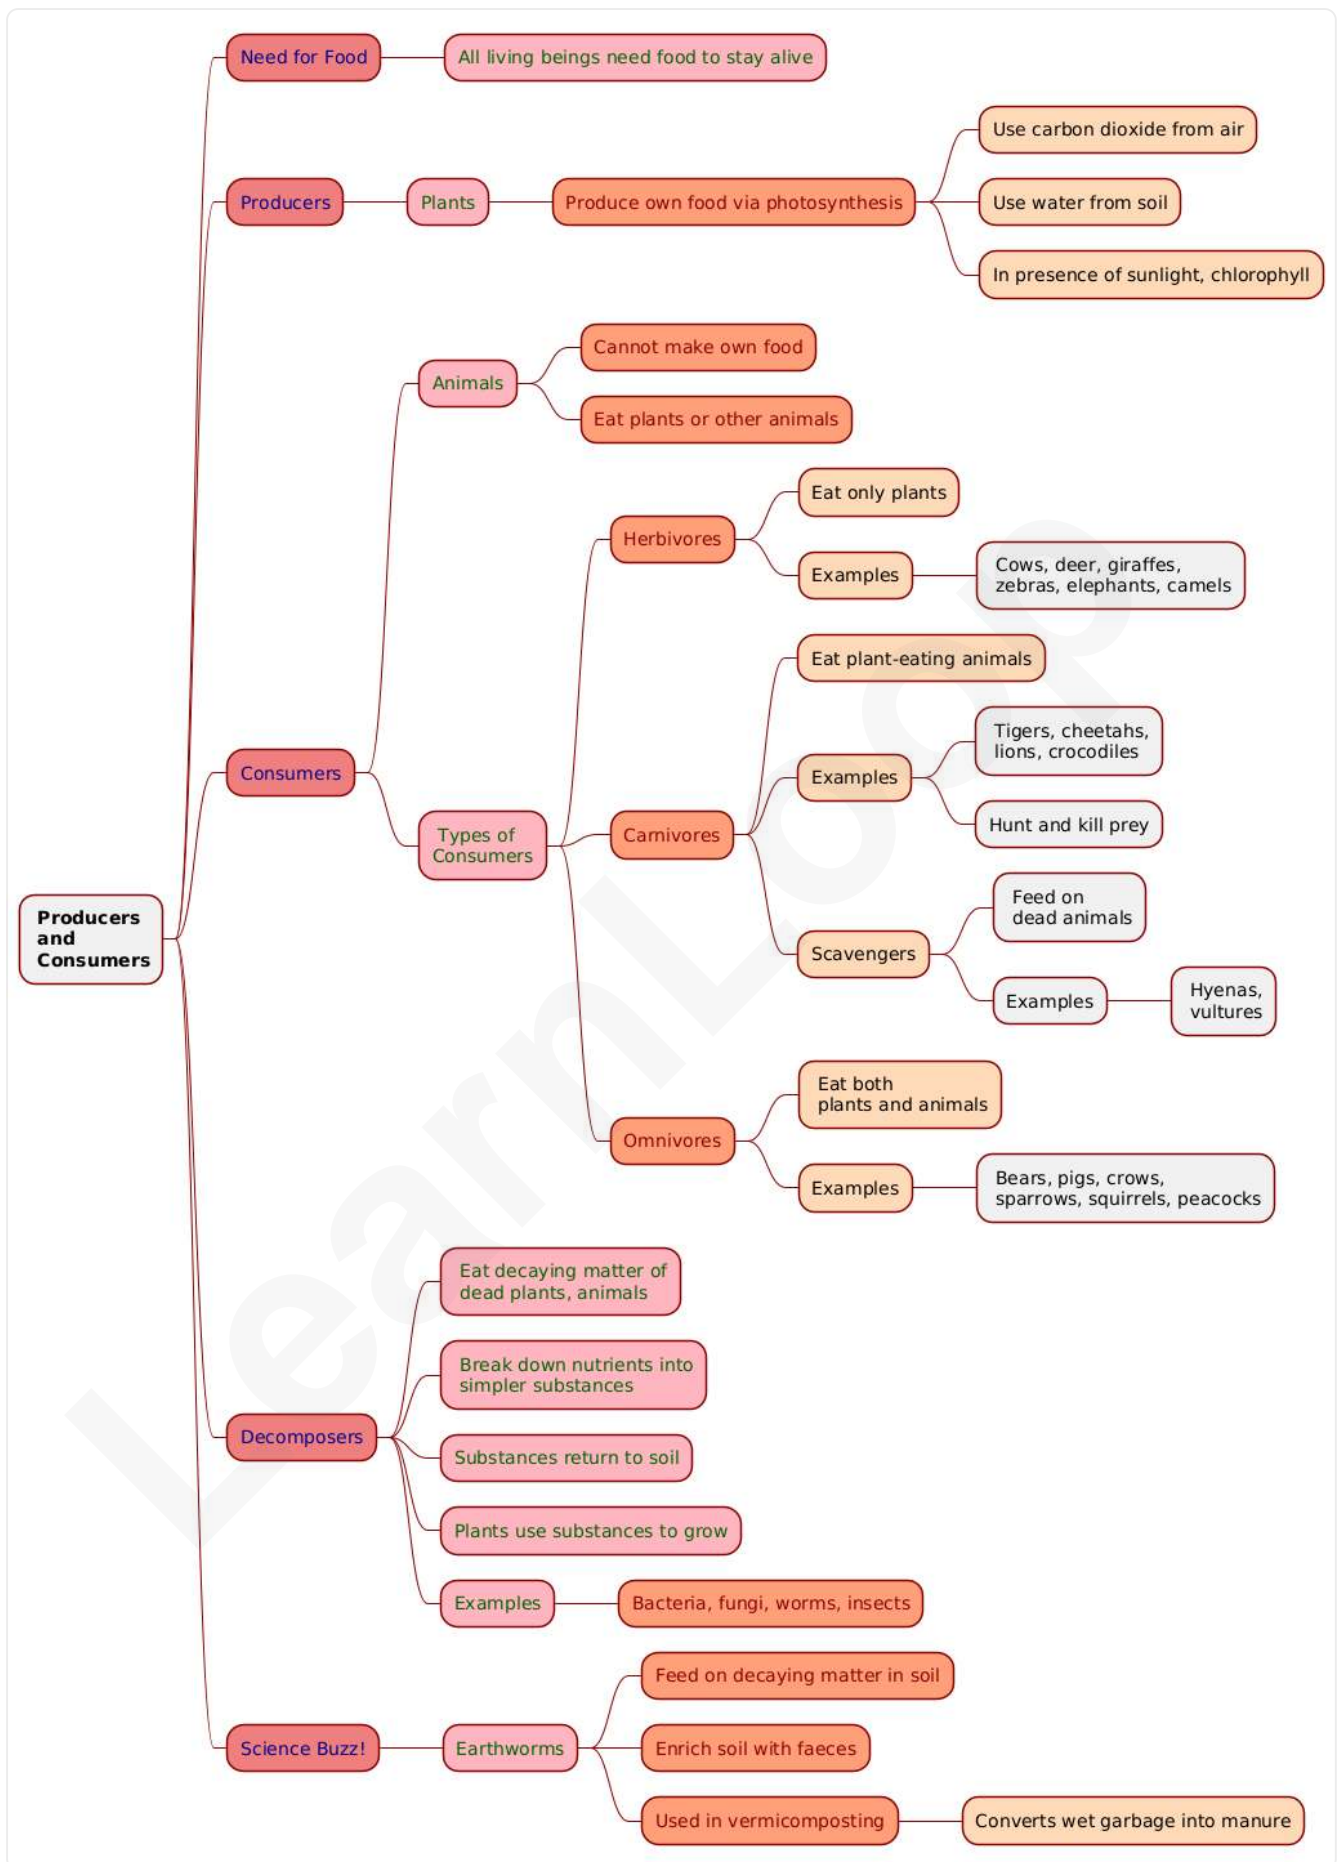 Need for Food
All living beings need food to stay alive
Use carbon dioxide from air
Producers
Plants
Produce own food via photosynthesis
Use water from soil
In presence of sunlight, chlorophyll
Cannot make own food
Animals
Eat plants or other animals
Eat only plants
Herbivores
Examples
Cows, deer, giraffes,
zebras, elephants, camels
Eat plant-eating animals
Tigers, cheetahs,
lions, crocodiles
Consumers
Examples
Hunt and kill prey
Types of
Consumers
Carnivores
Feed on
dead animals
Scavengers
Examples
Hyenas,
vultures
Producers
and
Consumers
Eat both
plants and animals
Omnivores
Examples
Bears, pigs, crows,
sparrows, squirrels, peacocks
Eat decaying matter of
dead plants, animals
Break down nutrients into
simpler substances
Decomposers
Substances return to soil
Plants use substances to grow
Examples
Bacteria, fungi, worms, insects
Feed on decaying matter in soil
Science Buzz!
Earthworms
Enrich soil with faeces
Used in vermicomposting
Converts wet garbage into manure
LearnLoop